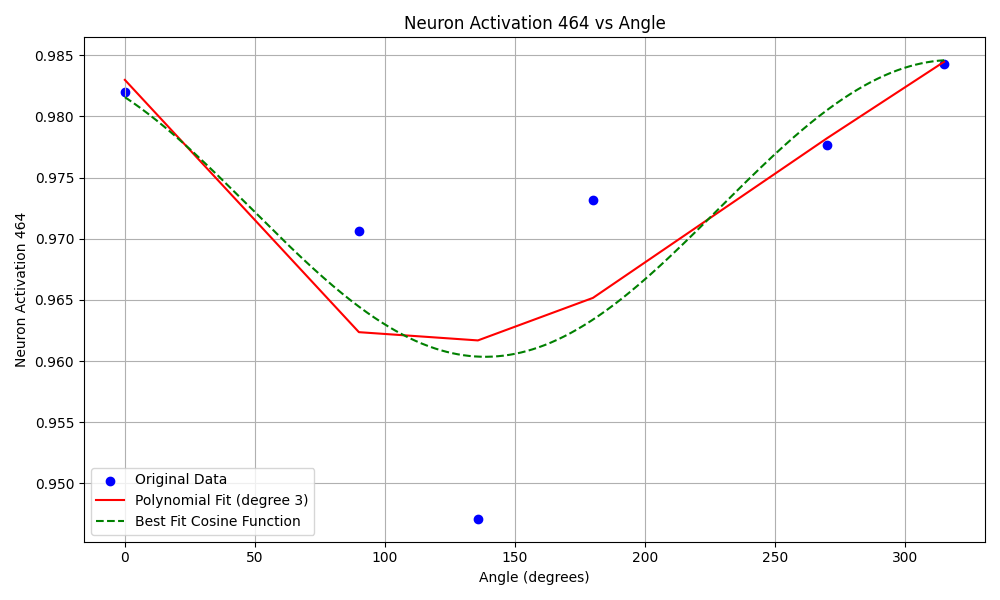 Neuron Activation 464 vs Angle
0.985
0.980
0.975
0.970
0.965
0.960
0.955
0.950
Neuron Activation 464
Original Data
Polynomial Fit (degree 3)
Best Fit Cosine Function
0 50 100 150 200 250 300
Angle (degrees)